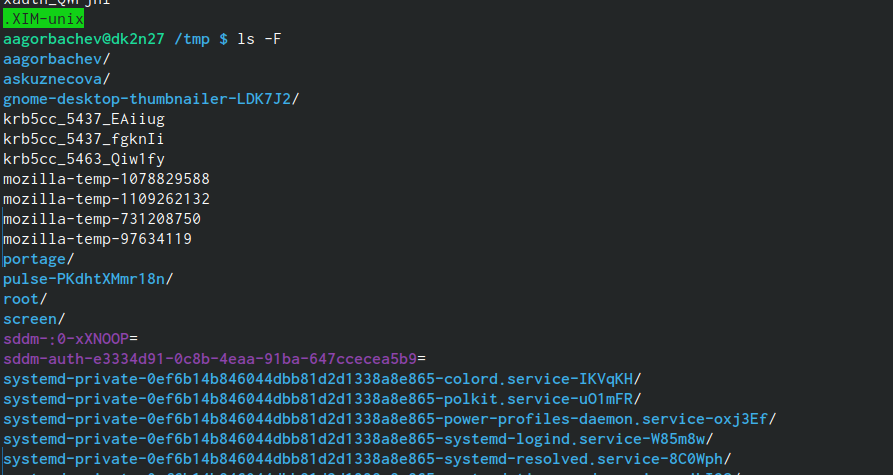 .XIM-unix
aagorbachev@dk2n27 /tmp $ ls -F
aagorbachev/
askuznecova/
gnome-desktop-thumbnailer-LDK7J2/
krb5cc_5437_EAiiug
krb5cc_5437_fgknIi
krb5cc_5463_Qiw1fy
mozilla-temp-1078829588
mozilla-temp-1109262132
mozilla-temp-731208750
mozilla-temp-97634119
portage/
pulse-PKdhtXMmr18n/
root/
screen/
sddm-:0-xXNOOP=
sddm-auth-e3334d91-0c8b-4eaa-91ba-647ccecea5b9=
systemd-private-0ef6b14b846044dbb81d2d1338a8e865-colord.service-IKVqKH/
systemd-private-0ef6b14b846044dbb81d2d1338a8e865-polkit.service-uO1mFR/
systemd-private-0ef6b14b846044dbb81d2d1338a8e865-power-profiles-daemon.service-oxj3Ef/
systemd-private-0ef6b14b846044dbb81d2d1338a8e865-systemd-logind.service-W85m8w/
systemd-private-0ef6b14b846044dbb81d2d1338a8e865-systemd-resolved.service-8C0Wph/